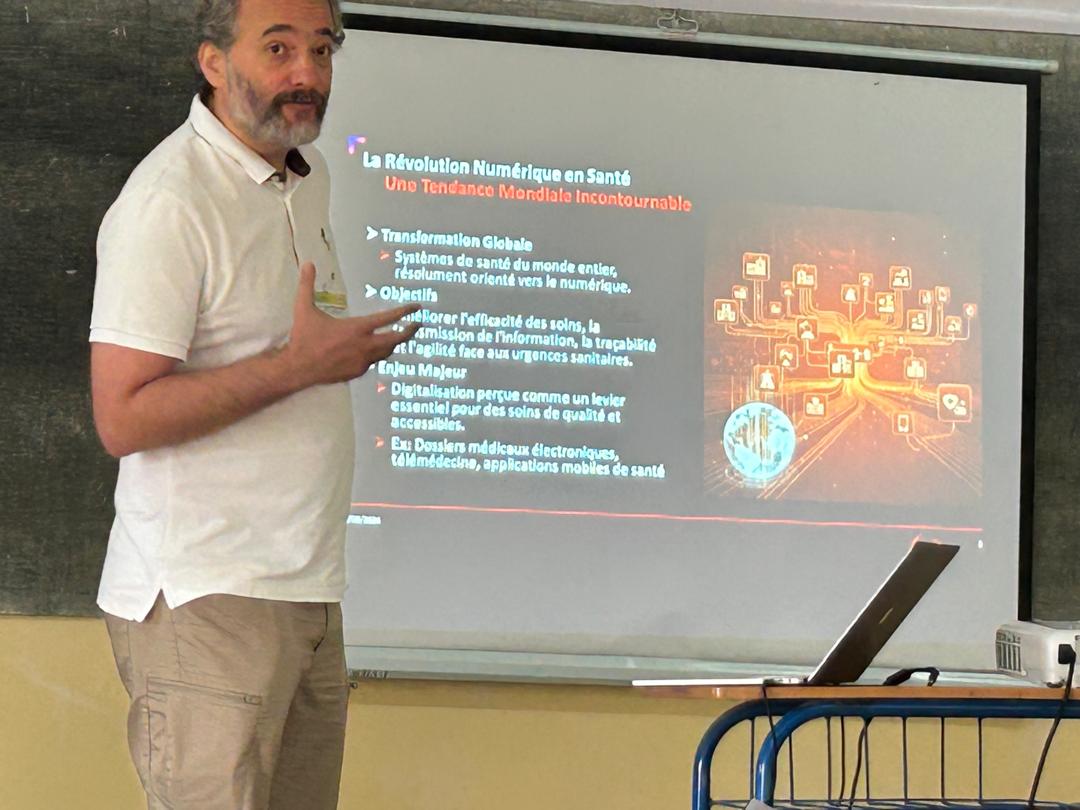 La Révolution Numérique en Santé
Une Tendance Mondiale Incontournable
Transformation Globale
Systèmes de santé du monde entier,
résolument orienté vers le numérique.
Objectifs
l'efficacité des soins, la
de l'information, la traçabilité
l'agilité face aux urgences sanitaires.
Enjeu Majeur
Digitalisation perçue comme un levier
essentiel pour des soins de qualité et
accessibles.
Ex: Dossiers médicaux électroniques,
télémédecine, applications mobiles de santé